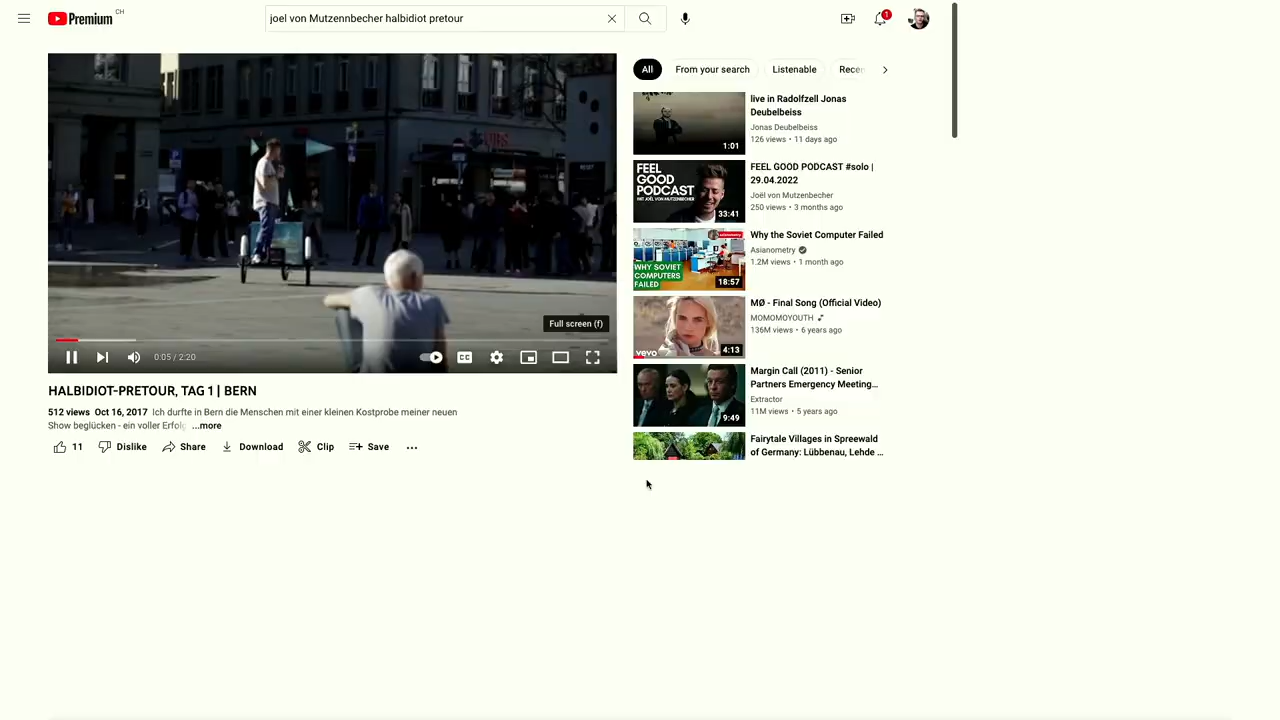 Premium CH
joel von Mutzennbecher halbidiot pretour
1
All
From your search
Listenable
Recen
Full screen (f)
0:05 / 2:20
CC
HALBIDIOT-PRETOUR, TAG 1 | BERN
512 views Oct 16, 2017 Ich durfte in Bern die Menschen mit einer kleinen Kostprobe meiner neuen
Show beglücken - ein voller Erfolg ...more
11
Dislike
Share
Download
Clip
Save
1:01
live in Radolfzell Jonas
Deubelbeiss
Jonas Deubelbeiss
126 views • 11 days ago
FEEL
GOOD
PODCAST
MIT JOËL VON MUTZENBECHER
33:41
FEEL GOOD PODCAST #solo |
29.04.2022
Joël von Mutzenbecher
250 views • 3 months ago
asianometry
WHY SOVIET
COMPUTERS
FAILED
18:57
Why the Soviet Computer Failed
Asianometry
1.2M views • 1 month ago
vevo
4:13
MØ - Final Song (Official Video)
MOMOMOYOUTH
136M views • 6 years ago
9:49
Margin Call (2011) - Senior
Partners Emergency Meeting...
Extractor
11M views • 5 years ago
Fairytale Villages in Spreewald
of Germany: Lübbenau, Lehde ...